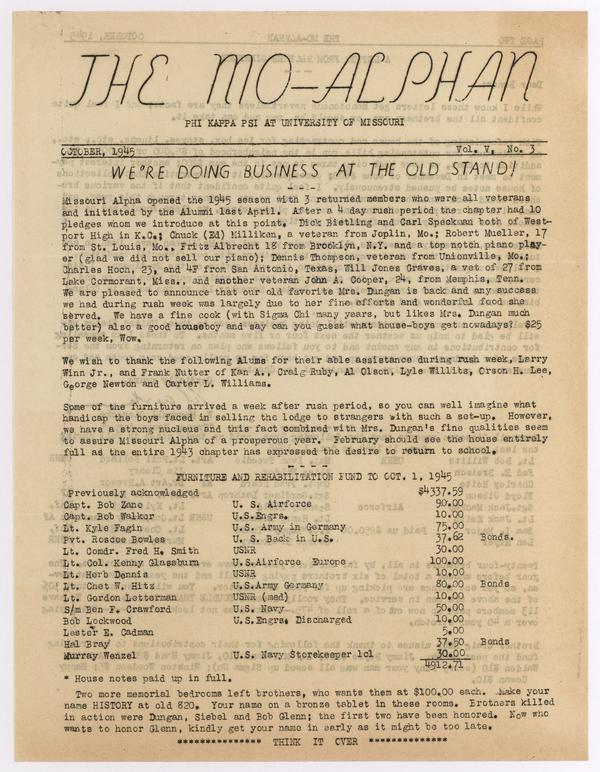 THE MO-ALPHAN
PHI KAPPA PSI AT UNIVERSITY OF MISSOURI
OCTOBER, 1945 Vol. V, No. 3
WE'RE DOING BUSINESS AT THE OLD STAND!
- - -
Missouri Alpha opened the 1945 season with 3 returned members who were all veterans
and initiated by the Alumni last April. After a 4 day rush period the chapter had 10
pledges whom we introduce at this point. Dick Bietling and Carl Speckman both of West-
port High in K.C.; Chuck (Ed) Milliken, a veteran from Joplin, Mo.; Robert Mueller, 17
from St. Louis, Mo., Fritz Albrecht 18 from Brooklyn, N.Y. and a top notch piano play-
er (glad we did not sell our piano); Dennis Thompson, veteran from Unionville, Mo.;
Charles Hoch, 23, and 4F from San Antonio, Texas, Will Jones Graves, a vet of 27 from
Lake Cormorant, Miss. and another veteran John A. Cooper, 24, from Memphis, Tenn.
We are pleased to announce that our old favorite Mrs. Dungan is back and any success
we had during rush week was largely due to her fine efforts and wonderful food she
served. We have a fine cook (with Sigma Chi many years, but likes Mrs. Dungan much
better) also a good houseboy and say can you guess what house-boys get nowadays? $25
per week, Wow.
We wish to thank the following Alums for their able assistance during rush week, Larry
Winn Jr., and Frank Nutter of Kan A., Craig Ruby, Al Olson, Lyle Willits, Orson H. Lee,
George Newton and Carter L. Williams.
Some of the furniture arrived a week after rush period, so you can well imagine what
handicap the boys faced in selling the lodge to strangers with such a set-up. However,
we have a strong nucleus and this fact combined with Mrs. Dungan's fine qualities seem
to assure Missouri Alpha of a prosperous year. February should see the house entirely
full as the entire 1943 chapter has expressed the desire to return to school.
- - - -
FURNITURE AND REHABILITATION FUND TO OCT. 1, 1945
Previously acknowledged $4337.59
Capt. Bob Zane U. S. Airforce 90.00
Capt. Bob Walker U.S.Engrs. 10.00
Lt. Kyle Fagin U.S. Army in Germany 75.00
Pvt. Roscoe Bowles U. S. Back in U.S. 37.62 Bonds.
Lt. Comdr. Fred H. Smith USNR 30.00
Lt. Col. Kenny Glassburn U.S.Airforce Europe 100.00
Lt. Herb Dennis USNR 10.00
Lt. Chet W. Hitz U.S.Army Germany 80.00 Bonds
Lt. Gordon Letterman USNR (med) 10.00
S/m Ben F. Crawford U.S. Navy 50.00
Bob Lockwood U.S.Engrs Discharged 10.00
Lester E. Cadman 5.00
Hal Bray 37.50 Bonds
Murray Wenzel U.S. Navy Storekeeper 1cl 30.00
4912.71
* House notes paid up in full.
Two more memorial bedrooms left brothers, who wants them at $100.00 each. Make your
name HISTORY at old 820. Your name on a bronze tablet in these rooms. Brothers killed
in action were Dungan, Siebel and Bob Glenn; the first two have been honored. Now who
wants to honor Glenn, kindly get your name in early as it might be too late.
*************** THINK IT OVER **************